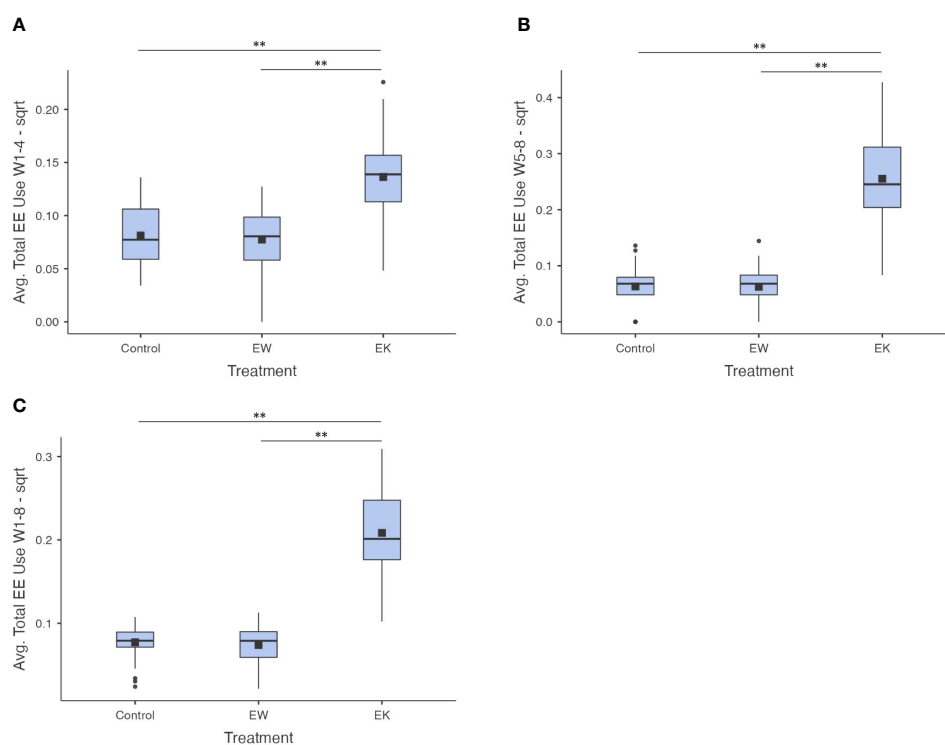 A
**
**
Avg. Total EE Use W1-4 - sqrt
0.20
0.15
0.10
0.05
0.00
Control EW EK
Treatment
B
**
**
Avg. Total EE Use W5-8 - sqrt
0.4
0.3
0.2
0.1
0.0
Control EW EK
Treatment
C
**
**
Avg. Total EE Use W1-8 - sqrt
0.3
0.2
0.1
Control EW EK
Treatment